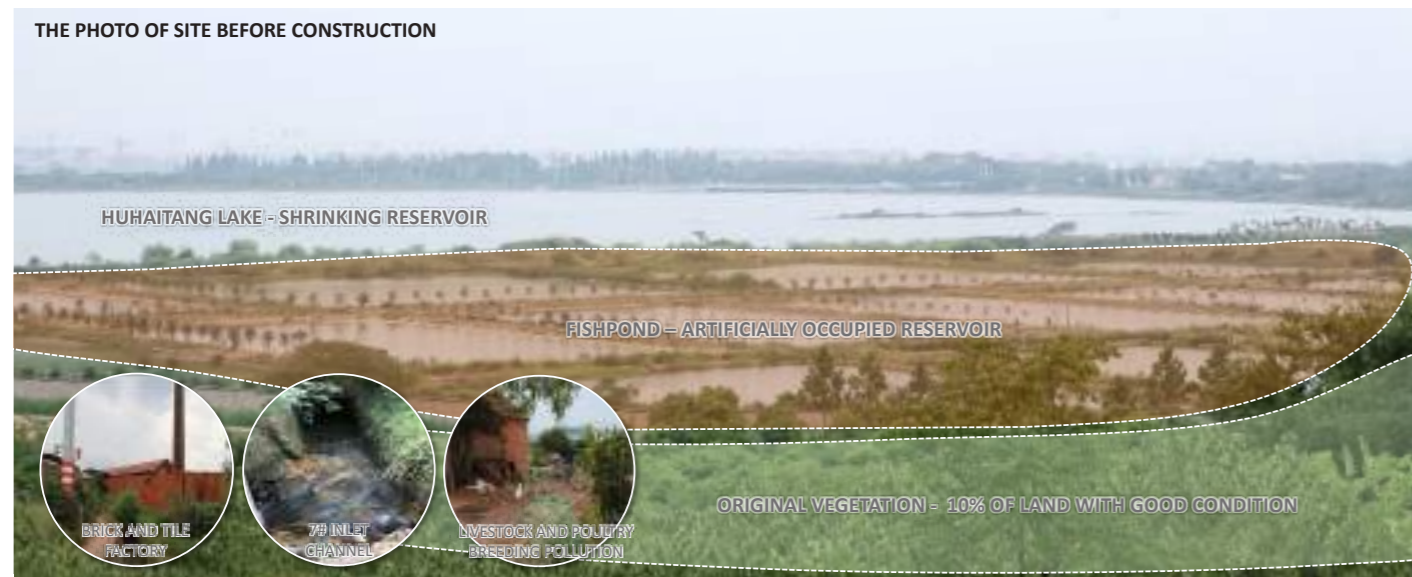 THE PHOTO OF SITE BEFORE CONSTRUCTION
HUHAITANG LAKE - SHRINKING RESERVOIR
FISHPOND – ARTIFICIALLY OCCUPIED RESERVOIR
ORIGINAL VEGETATION - 10% OF LAND WITH GOOD CONDITION
BRICK AND TILE
FACTORY
7# INLET
CHANNEL
LIVESTOCK AND POULTRY
BREEDING POLLUTION